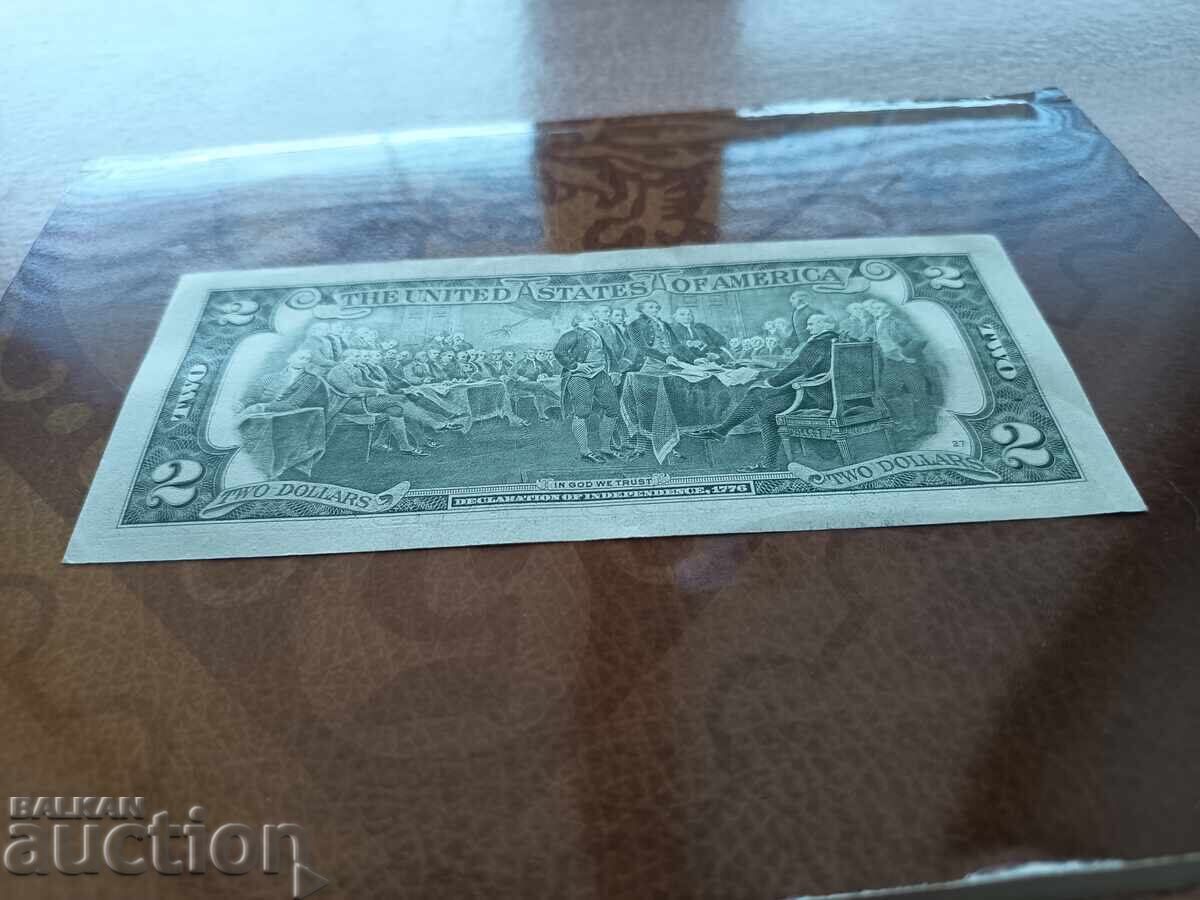 THE UNITED STATES OF AMERICA
2
2
TWO
TWO
27
2
2
TWO DOLLARS
IN GOD WE TRUST
TWO DOLLARS
DECLARATION OF INDEPENDENCE, 1776
BALKAN
auction